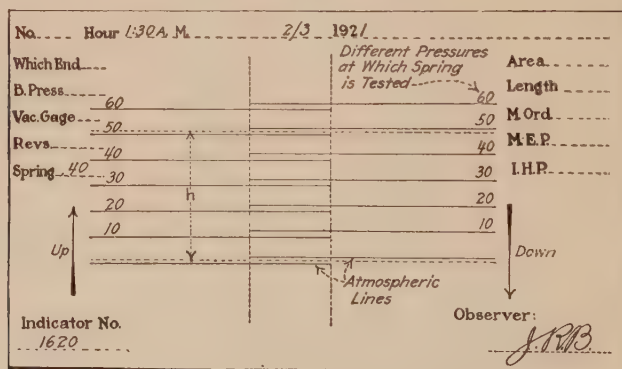 No. Hour 1:30 A. M. 2/3 1921
Different Pressures
at Which Spring
is Tested
Which End
B. Press
Vac. Gage
Revs.
Spring 40
Area
Length
M. Ord
M.E.P.
I.H.P.
60 60
50 50
40 40
30 30
20 20
10 10
h
Up
Down
Atmospheric
Lines
Indicator No.
1620
Observer:
J.R.B.